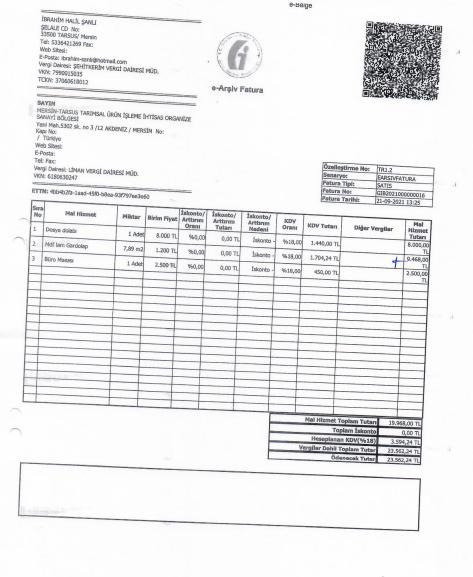 e-Belge
İBRAHİM HALİL ŞANLI
ŞELALE CD No:
33500 TARSUS/ Mersin
Tel: 5336421269 Fax:
Web Sitesi:
E-Posta: ibrahim-sanli@hotmail.com
Vergi Dairesi: ŞEHİTKERİM VERGİ DAİRESİ MÜD.
VKN: 7990015035
TCKN: 37060618012
e-Arşiv Fatura
SAYIN
MERSİN-TARSUS TARIMSAL ÜRÜN İŞLEME İHTİSAS ORGANİZE
SANAYİ BÖLGESİ
Yeni Mah.5302 sk. no 3 /12 AKDENİZ / MERSİN No:
Kapı No:
/ Türkiye
Web Sitesi:
E-Posta:
Tel: Fax:
Vergi Dairesi: LİMAN VERGİ DAİRESİ MÜD.
VKN: 6180630247
Özelleştirme No: TR1.2
Senaryo: EARSIVFATURA
Fatura Tipi: SATIS
Fatura No: GIB2021000000016
Fatura Tarihi: 21-09-2021 13:25
Sıra No Mal Hizmet Miktar Birim Fiyat İskonto/ Arttırım Oranı İskonto/ Arttırım Tutarı İskonto/ Arttırım Nedeni KDV Oranı KDV Tutarı Diğer Vergiler Mal Hizmet Tutarı
1 Dosya dolabı 1 Adet 8.000 TL %0,00 0,00 TL İskonto - %18,00 1.440,00 TL 8.000,00 TL
2 Mdf lam Gardolap 7,89 m2 1.200 TL %0,00 0,00 TL İskonto - %18,00 1.704,24 TL 9.468,00 TL
3 Büro Masası 1 Adet 2.500 TL %0,00 0,00 TL İskonto - %18,00 450,00 TL 2.500,00 TL
Mal Hizmet Toplam Tutarı 19.968,00 TL
Toplam İskonto 0,00 TL
Hesaplanan KDV(%18) 3.594,24 TL
Vergiler Dahil Toplam Tutar 23.562,24 TL
Ödenecek Tutar 23.562,24 TL